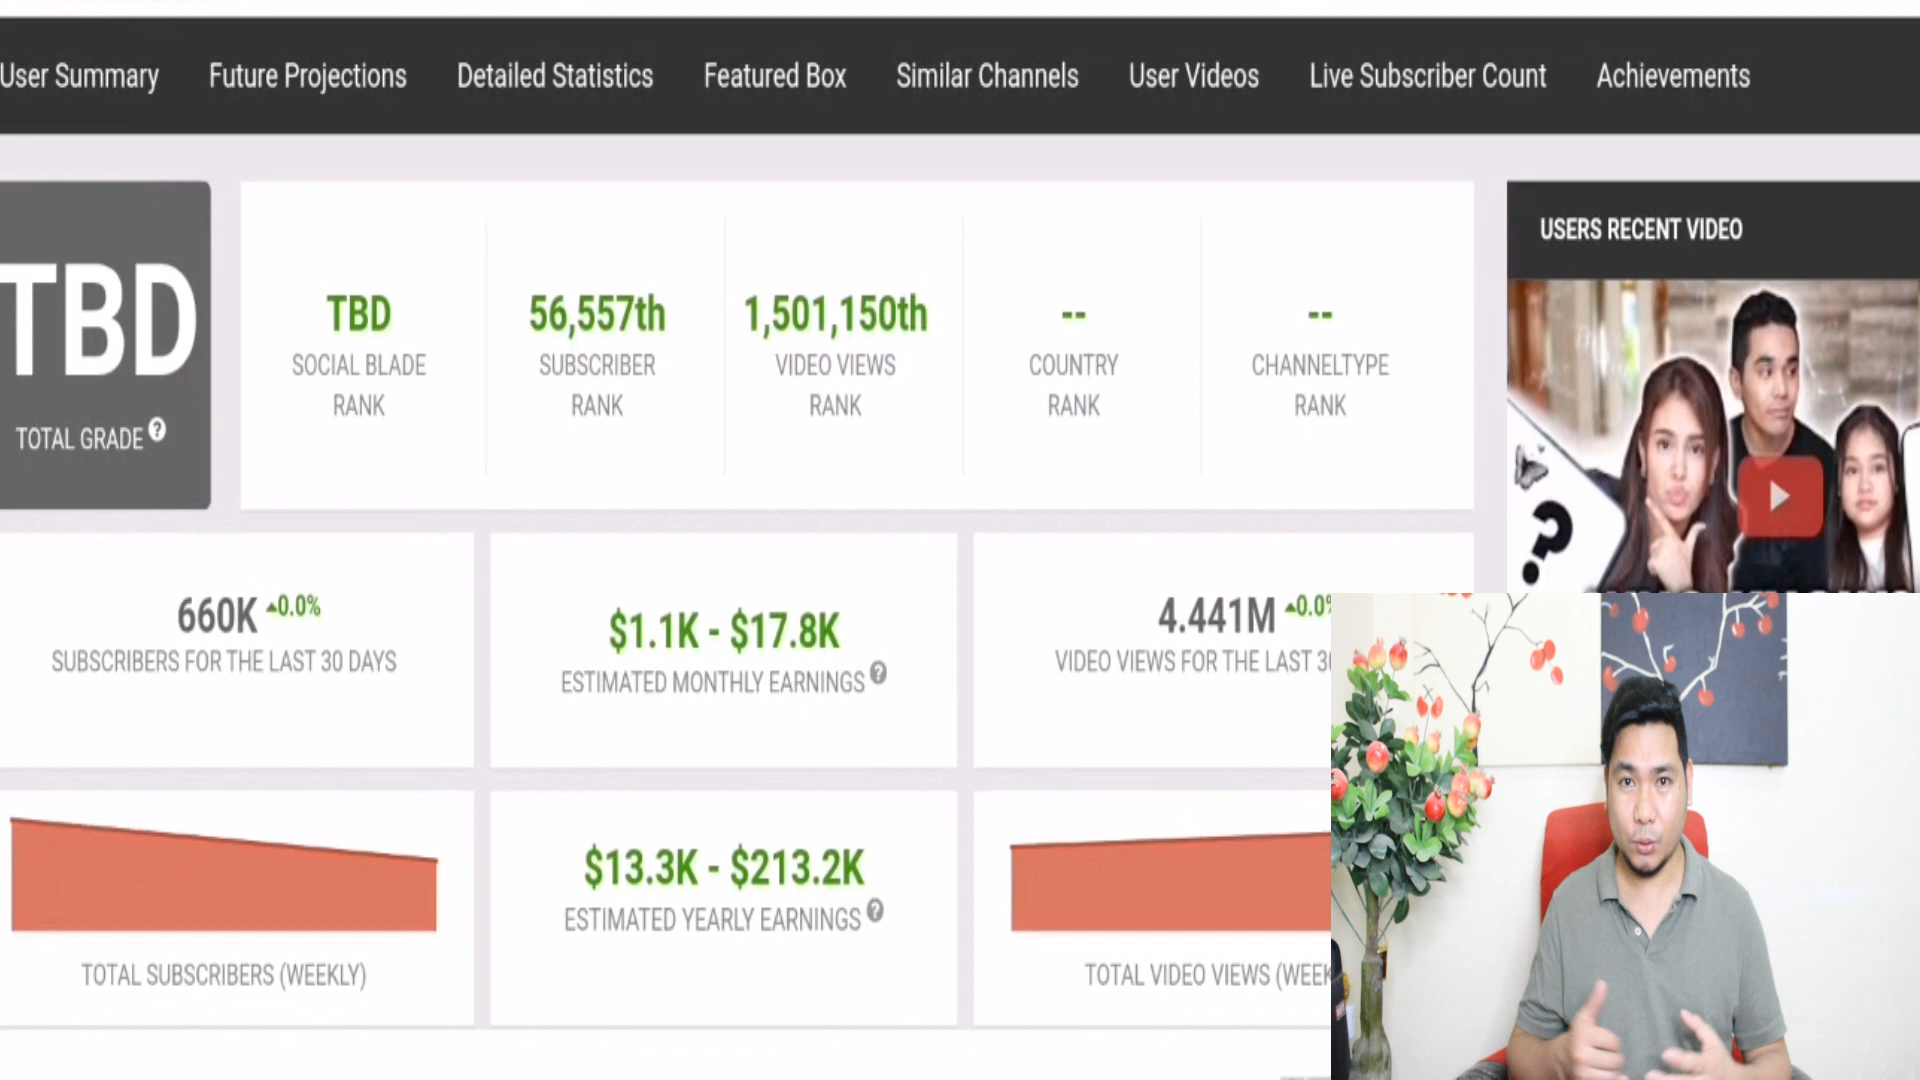 User Summary
Future Projections
Detailed Statistics
Featured Box
Similar Channels
User Videos
Live Subscriber Count
Achievements
TBD
TOTAL GRADE ?
TBD
SOCIAL BLADE
RANK
56,557th
SUBSCRIBER
RANK
1,501,150th
VIDEO VIEWS
RANK
--
COUNTRY
RANK
--
CHANNELTYPE
RANK
USERS RECENT VIDEO
?
660K 0.0%
SUBSCRIBERS FOR THE LAST 30 DAYS
$1.1K - $17.8K
ESTIMATED MONTHLY EARNINGS ?
4.441M 0.0%
VIDEO VIEWS FOR THE LAST
TOTAL SUBSCRIBERS (WEEKLY)
$13.3K - $213.2K
ESTIMATED YEARLY EARNINGS ?
TOTAL VIDEO VIEWS (WEEK